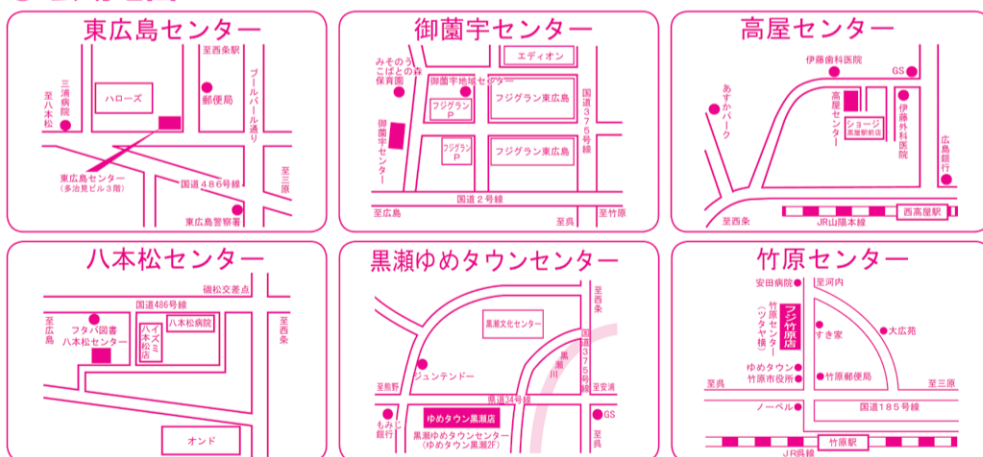 東広島センター
至西条駅
三浦病院
至八本松
ハローズ
郵便局
ブールバール通り
東広島センター
(多治見ビル3階)
国道486号線
至三原
東広島警察署
御薗宇センター
エディオン
みそのう
こばとの森
保育園
御薗宇地域センター
フジグラン
P
フジグラン東広島
国道375号線
御薗宇センター
フジグラン
P
フジグラン東広島
国道2号線
至広島
至呉
至竹原
高屋センター
伊藤歯科医院
GS
あすかパーク
高屋センター
ショージ
高屋駅前店
伊藤外科医院
広島銀行
至西条
西高屋駅
JR山陽本線
八本松センター
磯松交差点
国道486号線
至広島
フタバ図書
八本松センター
イズミ
八本松店
八本松病院
至西条
オンド
黒瀬ゆめタウンセンター
至西条
黒瀬文化センター
国道375号線
黒瀬川
ジュンテンドー
至熊野
県道34号線
至安浦
もみじ
銀行
ゆめタウン黒瀬店
GS
黒瀬ゆめタウンセンター
(ゆめタウン黒瀬2F)
至呉
竹原センター
安田病院
至河内
フジ竹原店
竹原センター
(ツタヤ横)
すき家
大広苑
ゆめタウン
竹原市役所
竹原郵便局
至呉
至三原
ノーベル
国道185号線
竹原駅
JR呉線